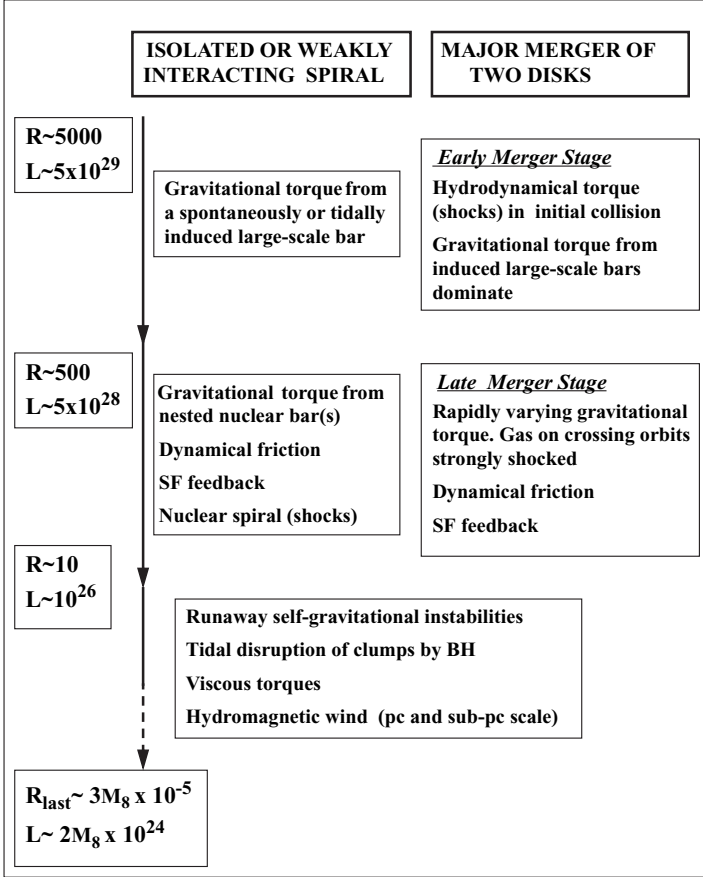 ISOLATED OR WEAKLY
INTERACTING SPIRAL
MAJOR MERGER OF
TWO DISKS
R~5000
L~5x10^29
Gravitational torque from
a spontaneously or tidally
induced large-scale bar
Early Merger Stage
Hydrodynamical torque
(shocks) in initial collision
Gravitational torque from
induced large-scale bars
dominate
R~500
L~5x10^28
Gravitational torque from
nested nuclear bar(s)
Dynamical friction
SF feedback
Nuclear spiral (shocks)
Late Merger Stage
Rapidly varying gravitational
torque. Gas on crossing orbits
strongly shocked
Dynamical friction
SF feedback
R~10
L~10^26
Runaway self-gravitational instabilities
Tidal disruption of clumps by BH
Viscous torques
Hydromagnetic wind (pc and sub-pc scale)
R_last~ 3M_8 x 10^-5
L~ 2M_8 x 10^24